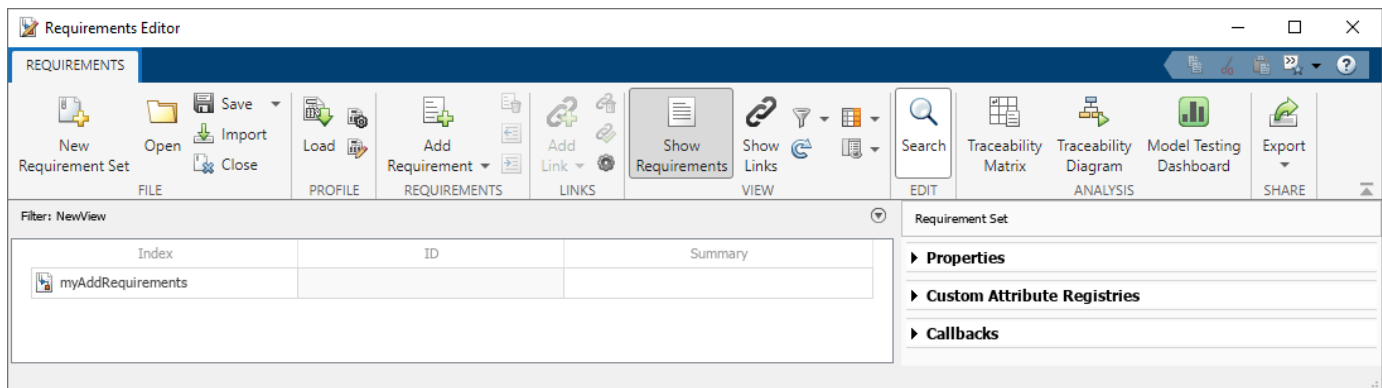 Requirements Editor
REQUIREMENTS
New
Requirement Set
Open
Save
Import
Close
FILE
Load
PROFILE
Add
Requirement
REQUIREMENTS
Add
Link
LINKS
Show
Requirements
Show
Links
VIEW
Search
EDIT
Traceability
Matrix
Traceability
Diagram
Model Testing
Dashboard
ANALYSIS
Export
SHARE
Filter: NewView
Index ID Summary
myAddRequirements
Requirement Set
Properties
Custom Attribute Registries
Callbacks